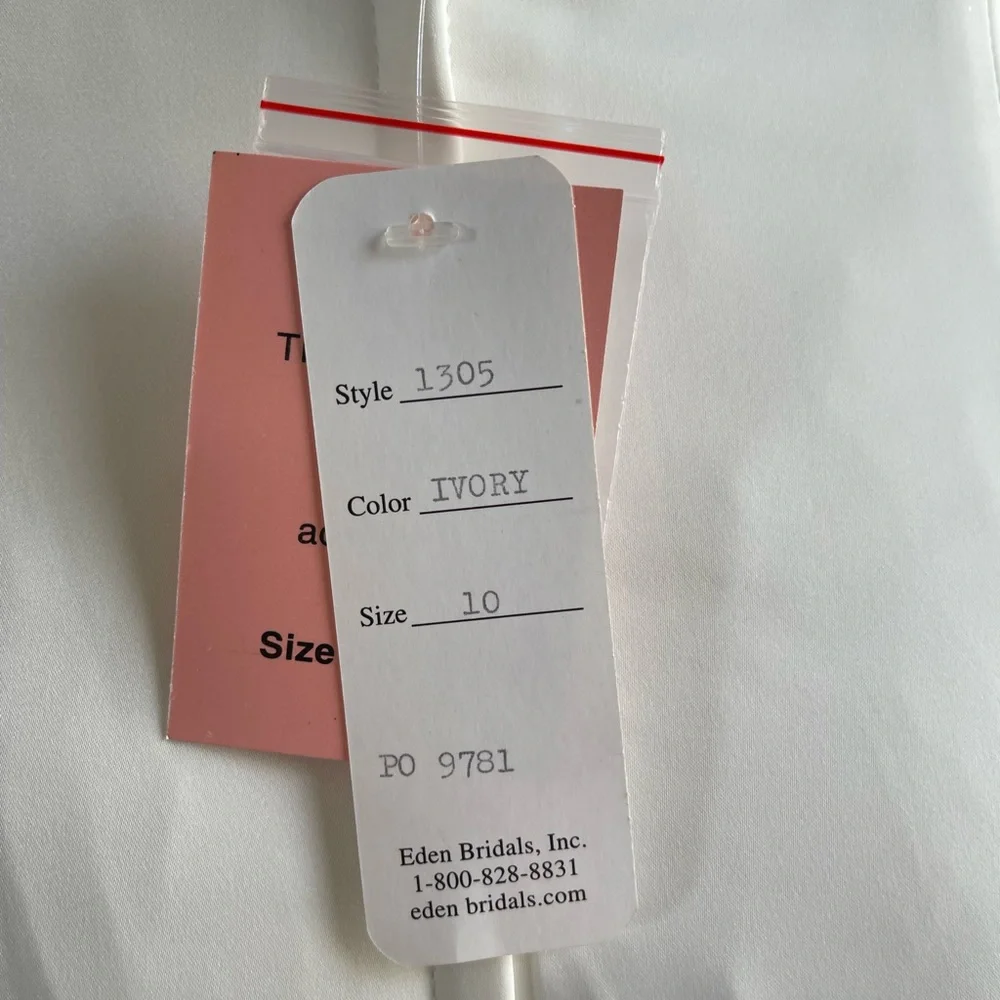 Style 1305
Color IVORY
Size 10
PO 9781
Eden Bridals, Inc.
1-800-828-8831
eden bridals.com
Size